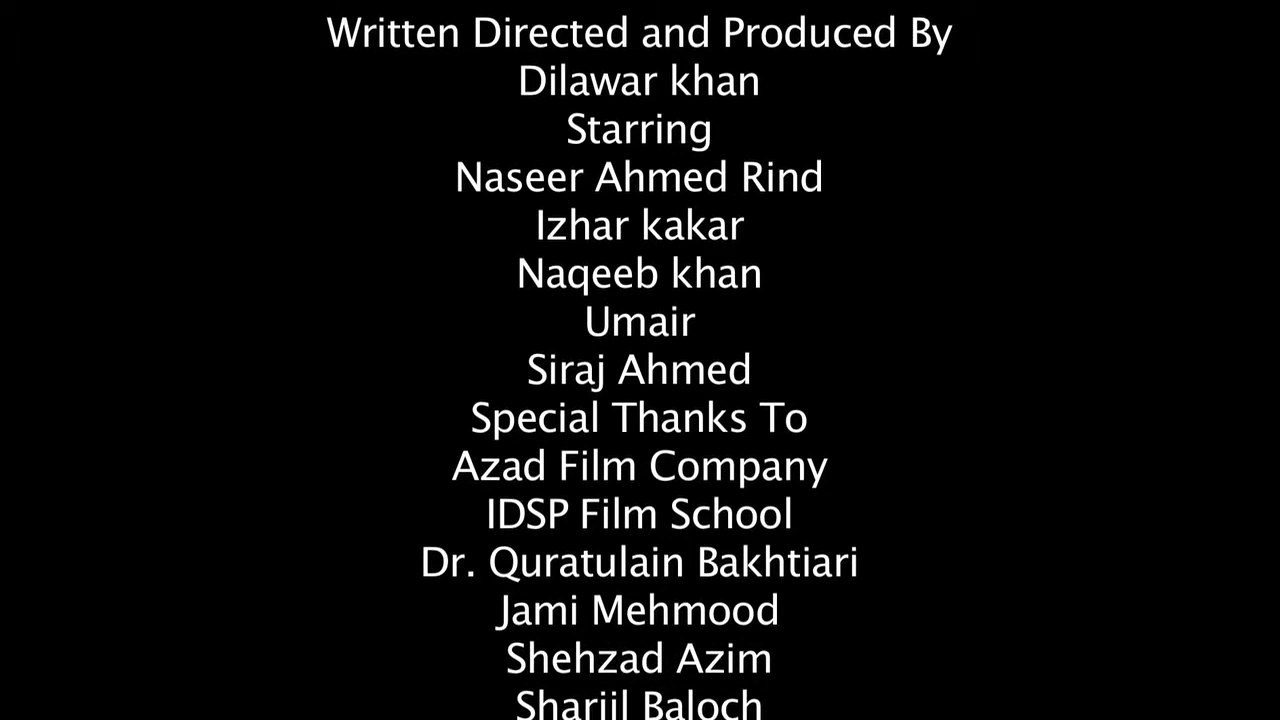 Written Directed and Produced By
Dilawar khan
Starring
Naseer Ahmed Rind
Izhar kakar
Naqeeb khan
Umair
Siraj Ahmed
Special Thanks To
Azad Film Company
IDSP Film School
Dr. Quratulain Bakhtiari
Jami Mehmood
Shehzad Azim
Sharjil Baloch